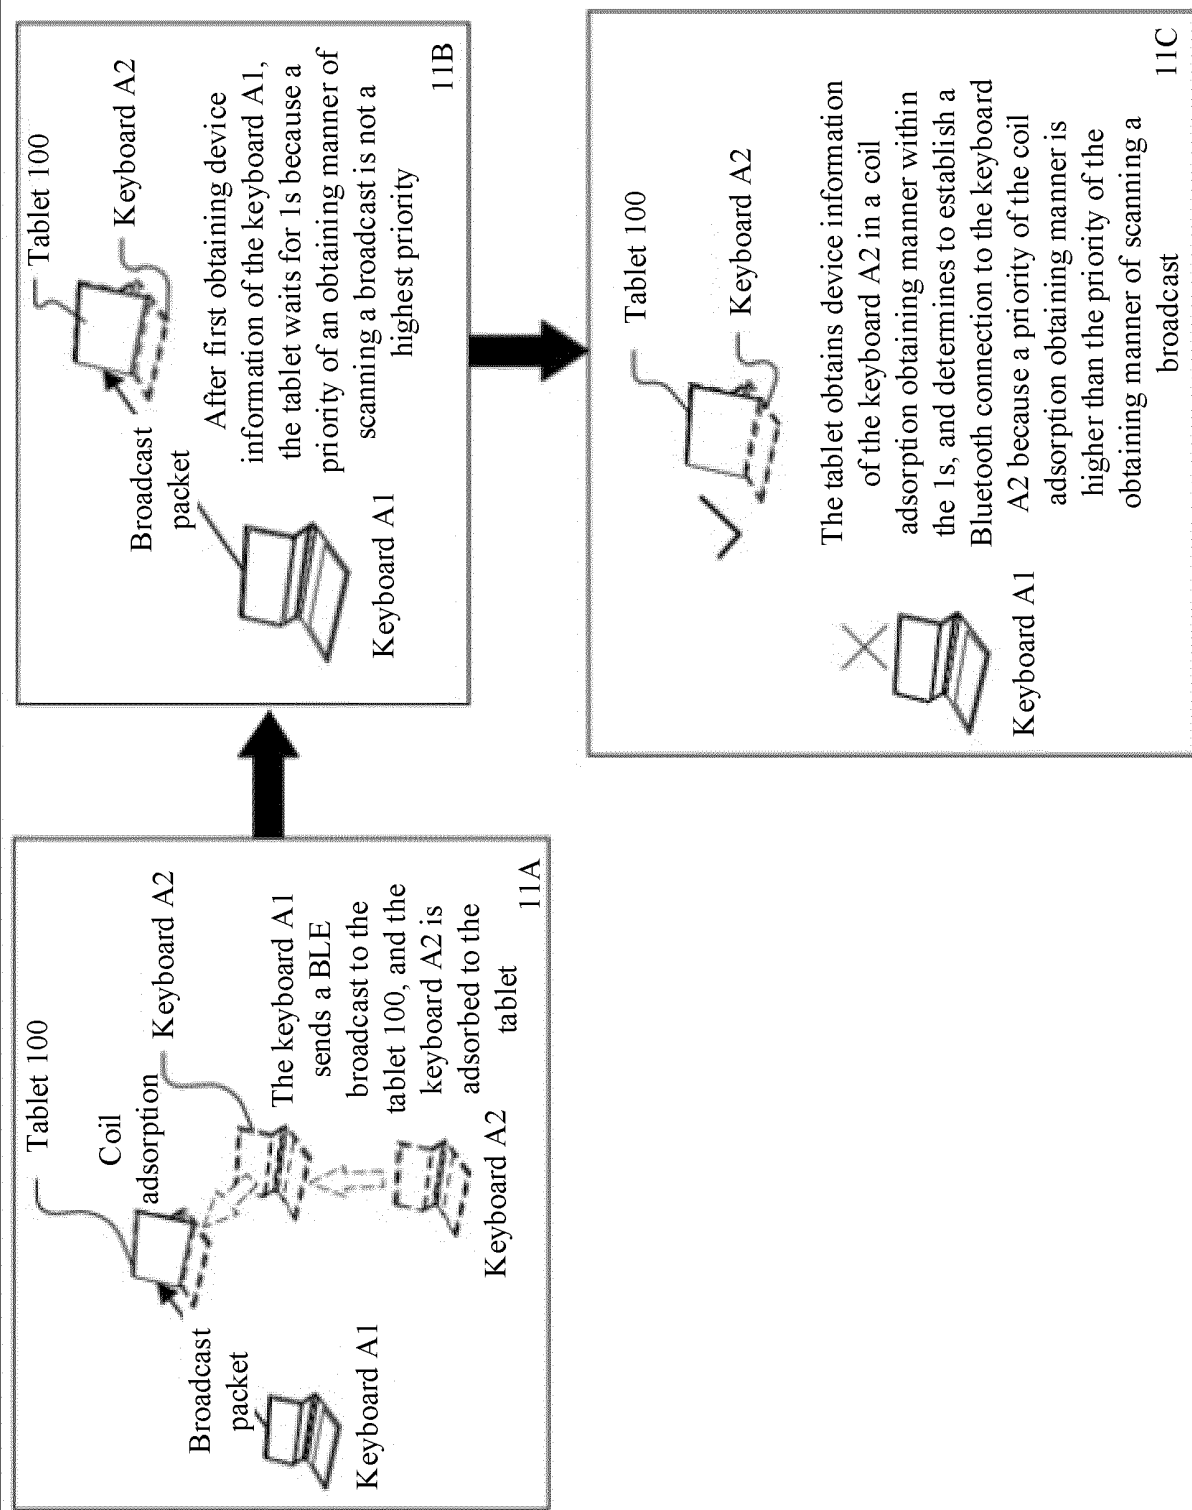 Tablet 100
Coil
adsorption
Keyboard A2
Broadcast
packet
The keyboard A1
sends a BLE
broadcast to the
tablet 100, and the
keyboard A2 is
adsorbed to the
tablet
Keyboard A1
Keyboard A2
11A
Tablet 100
Keyboard A2
Broadcast
packet
After first obtaining device
information of the keyboard A1,
the tablet waits for 1s because a
priority of an obtaining manner of
scanning a broadcast is not a
highest priority
Keyboard A1
11B
Tablet 100
Keyboard A2
The tablet obtains device information
of the keyboard A2 in a coil
adsorption obtaining manner within
the 1s, and determines to establish a
Bluetooth connection to the keyboard
A2 because a priority of the coil
adsorption obtaining manner is
higher than the priority of the
obtaining manner of scanning a
broadcast
Keyboard A1
11C